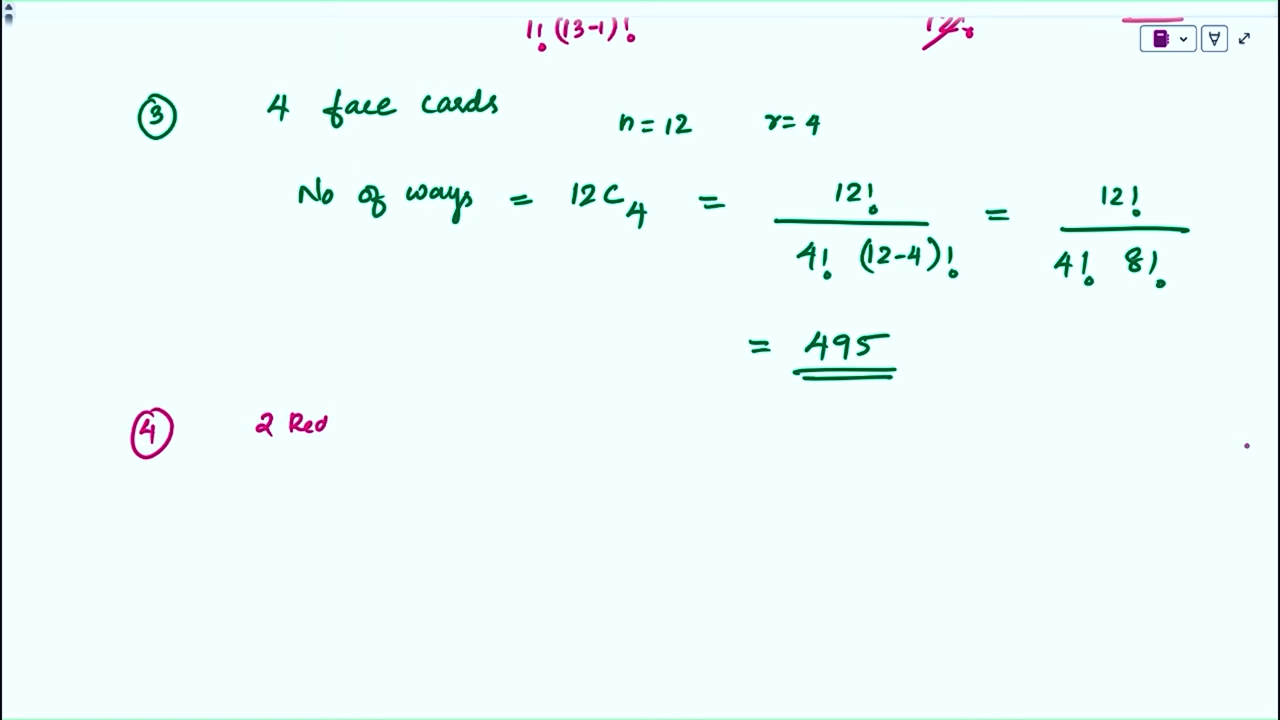 1! (13-1)!
③ 4 face cards n = 12 r = 4
No of ways = 12C4 = 12! / 4! (12-4)! = 12! / 4! 8!
= 495
④ 2 Red